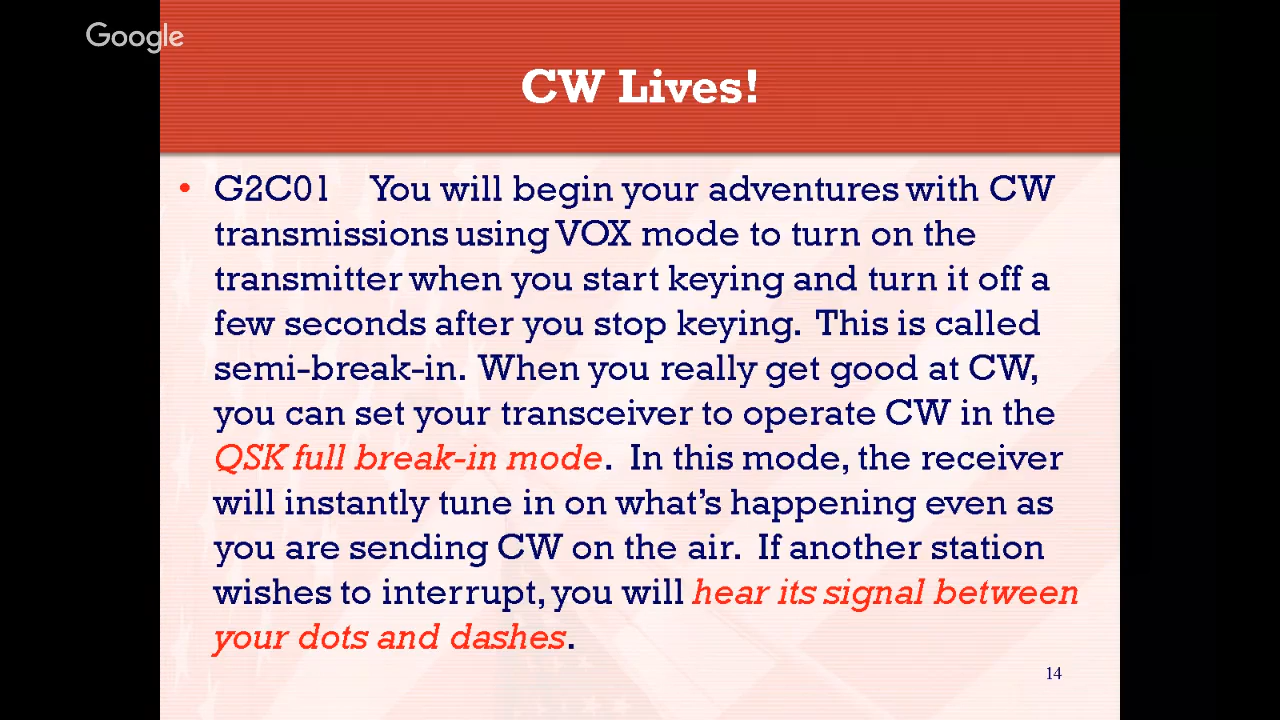 Google
CW Lives!
• G2C01 You will begin your adventures with CW
transmissions using VOX mode to turn on the
transmitter when you start keying and turn it off a
few seconds after you stop keying. This is called
semi-break-in. When you really get good at CW,
you can set your transceiver to operate CW in the
QSK full break-in mode. In this mode, the receiver
will instantly tune in on what's happening even as
you are sending CW on the air. If another station
wishes to interrupt, you will hear its signal between
your dots and dashes.
14